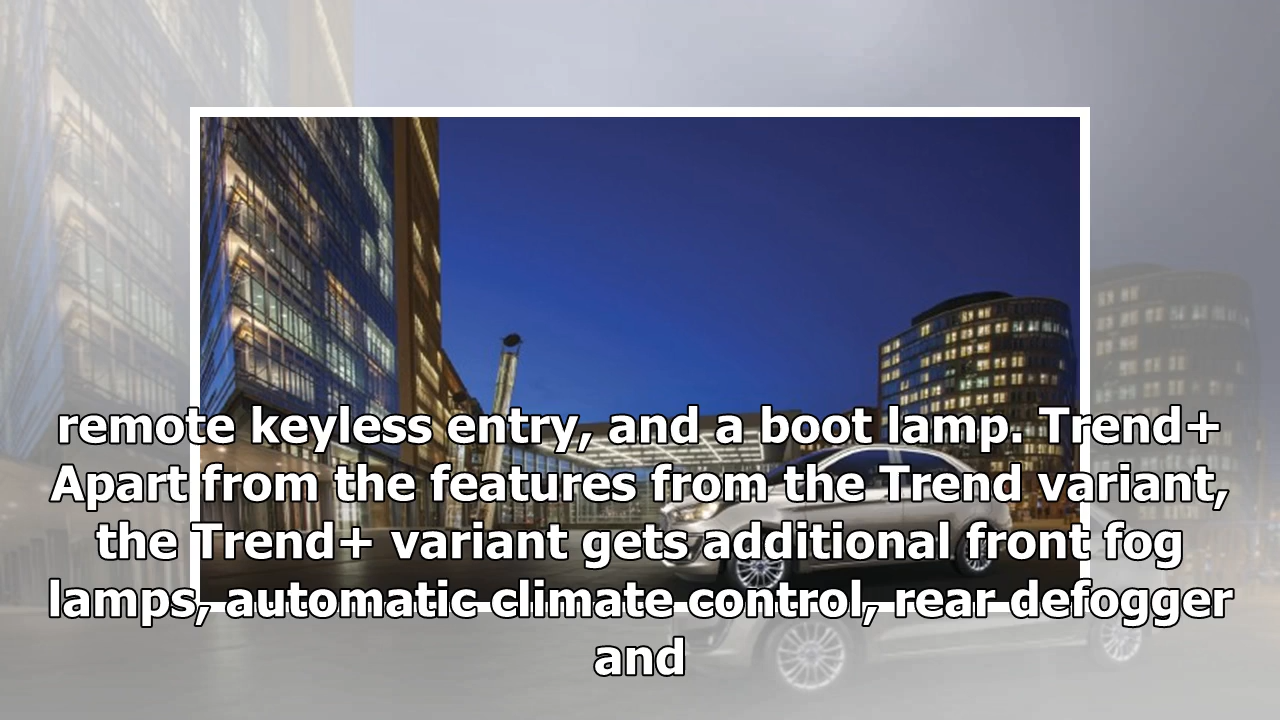 remote keyless entry, and a boot lamp. Trend+
Apart from the features from the Trend variant,
the Trend+ variant gets additional front fog
lamps, automatic climate control, rear defogger
and